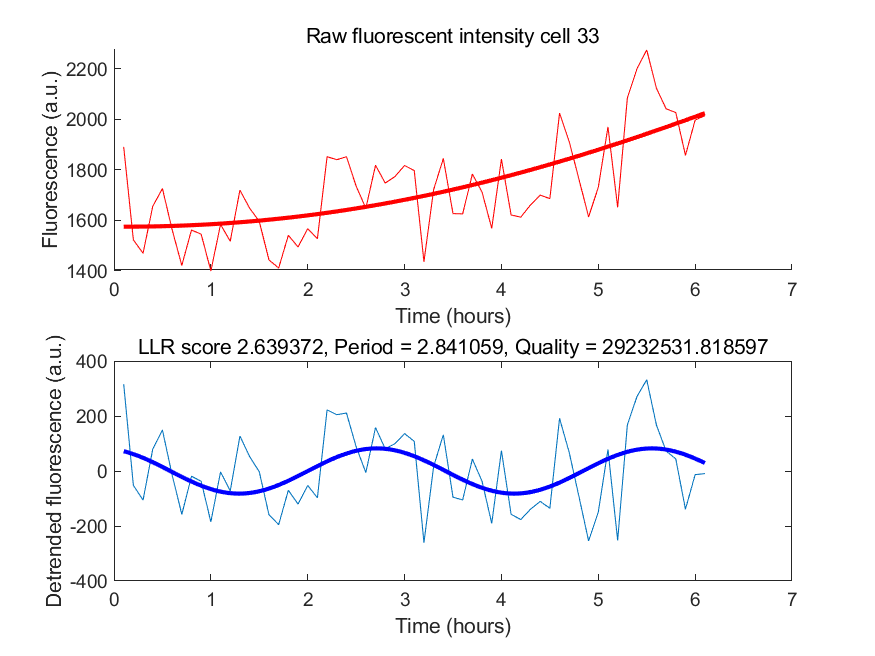 Raw fluorescent intensity cell 33
Fluorescence (a.u.)
2200
2000
1800
1600
1400
0 1 2 3 4 5 6 7
Time (hours)
LLR score 2.639372, Period = 2.841059, Quality = 29232531.818597
Detrended fluorescence (a.u.)
400
200
0
-200
-400
0 1 2 3 4 5 6 7
Time (hours)